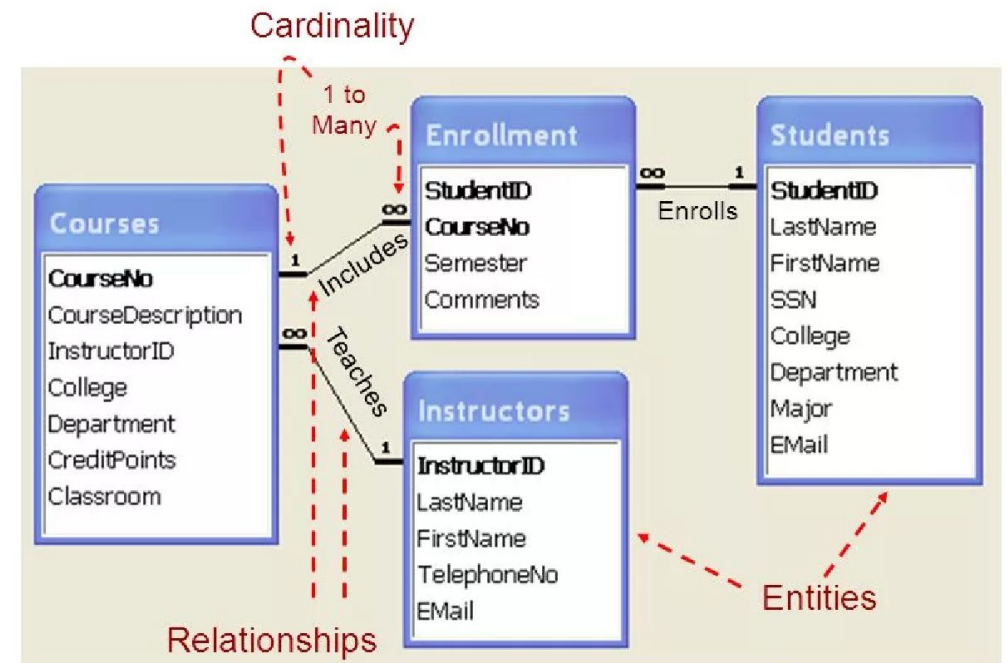 Cardinality
1 to
Many
Enrollment
StudentID
CourseNo
Semester
Comments
Students
StudentID
LastName
FirstName
SSN
College
Department
Major
EMail
∞
1
Enrolls
Courses
CourseNo
CourseDescription
InstructorID
College
Department
CreditPoints
Classroom
1
∞
Includes
∞
1
Teaches
Instructors
InstructorID
LastName
FirstName
TelephoneNo
EMail
Relationships
Entities